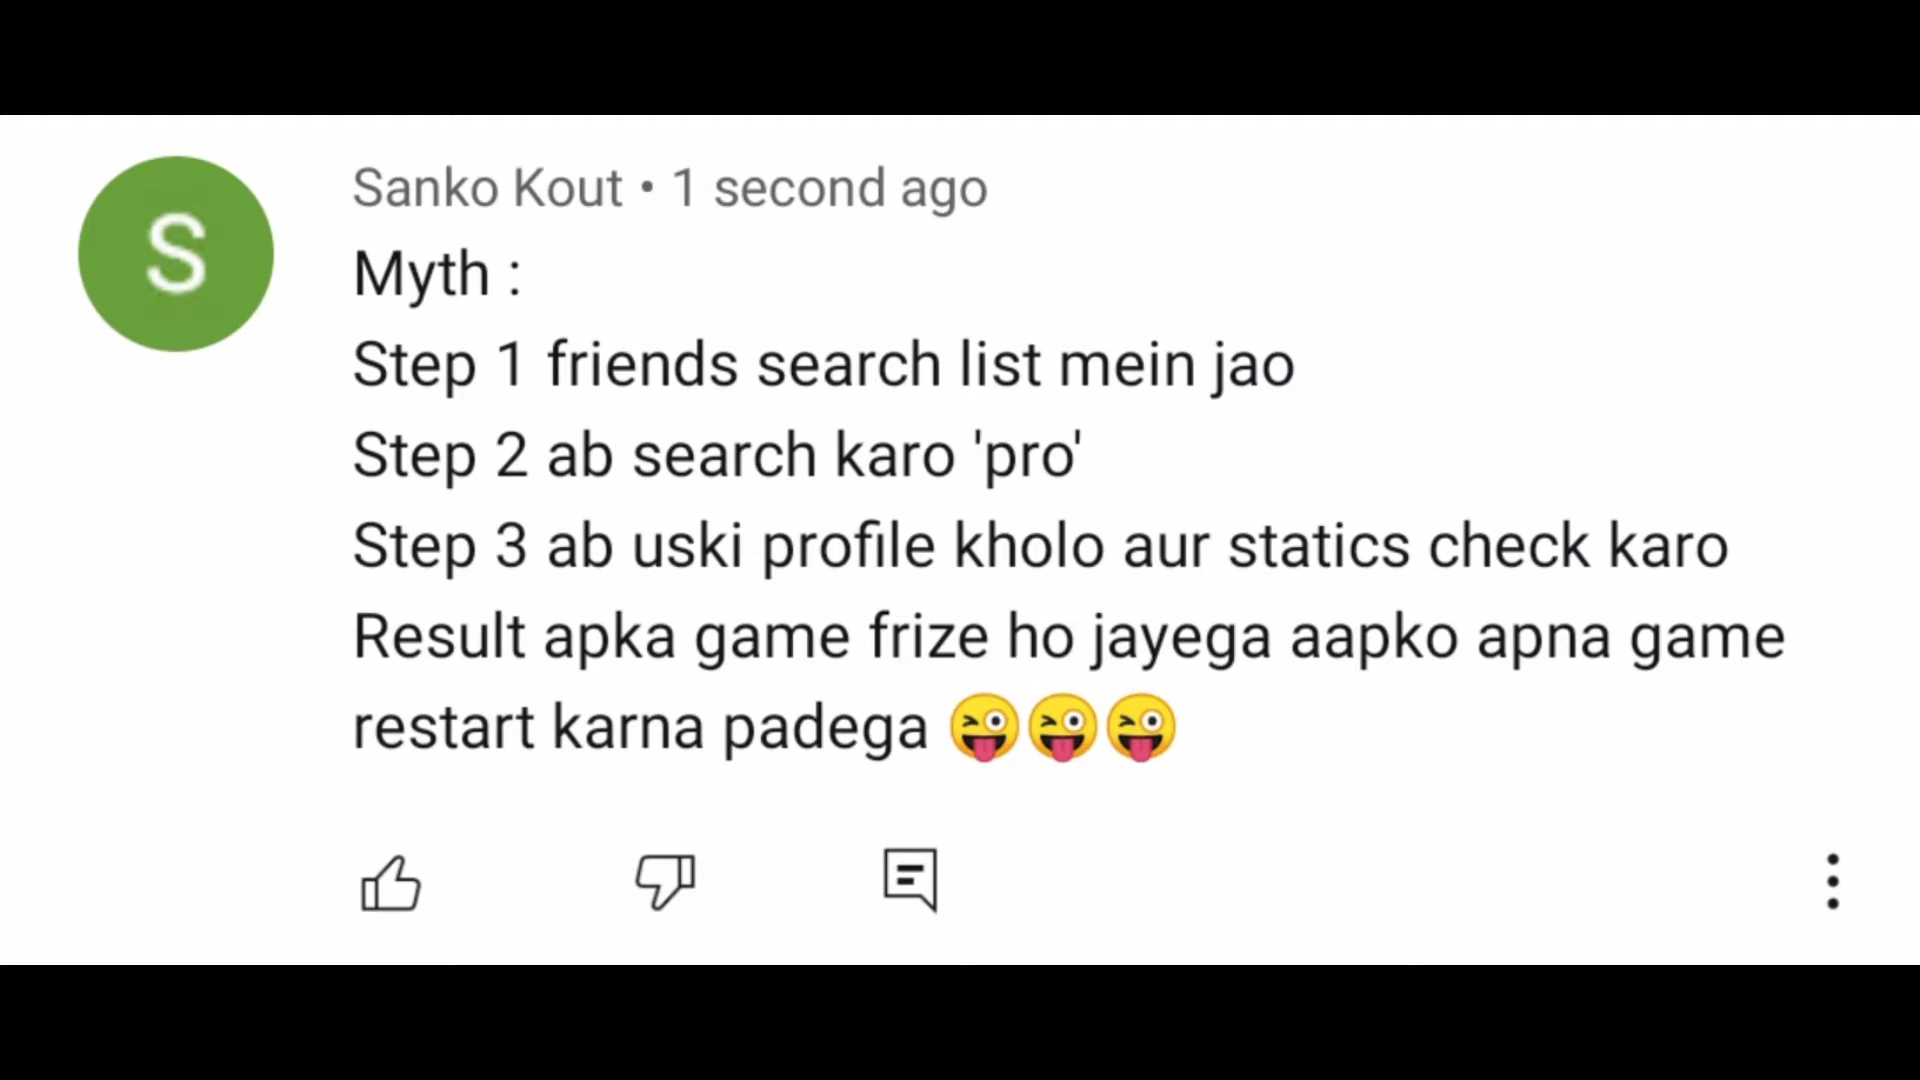 S
Sanko Kout • 1 second ago
Myth :
Step 1 friends search list mein jao
Step 2 ab search karo 'pro'
Step 3 ab uski profile kholo aur statics check karo
Result apka game frize ho jayega aapko apna game
restart karna padega 😜😜😜